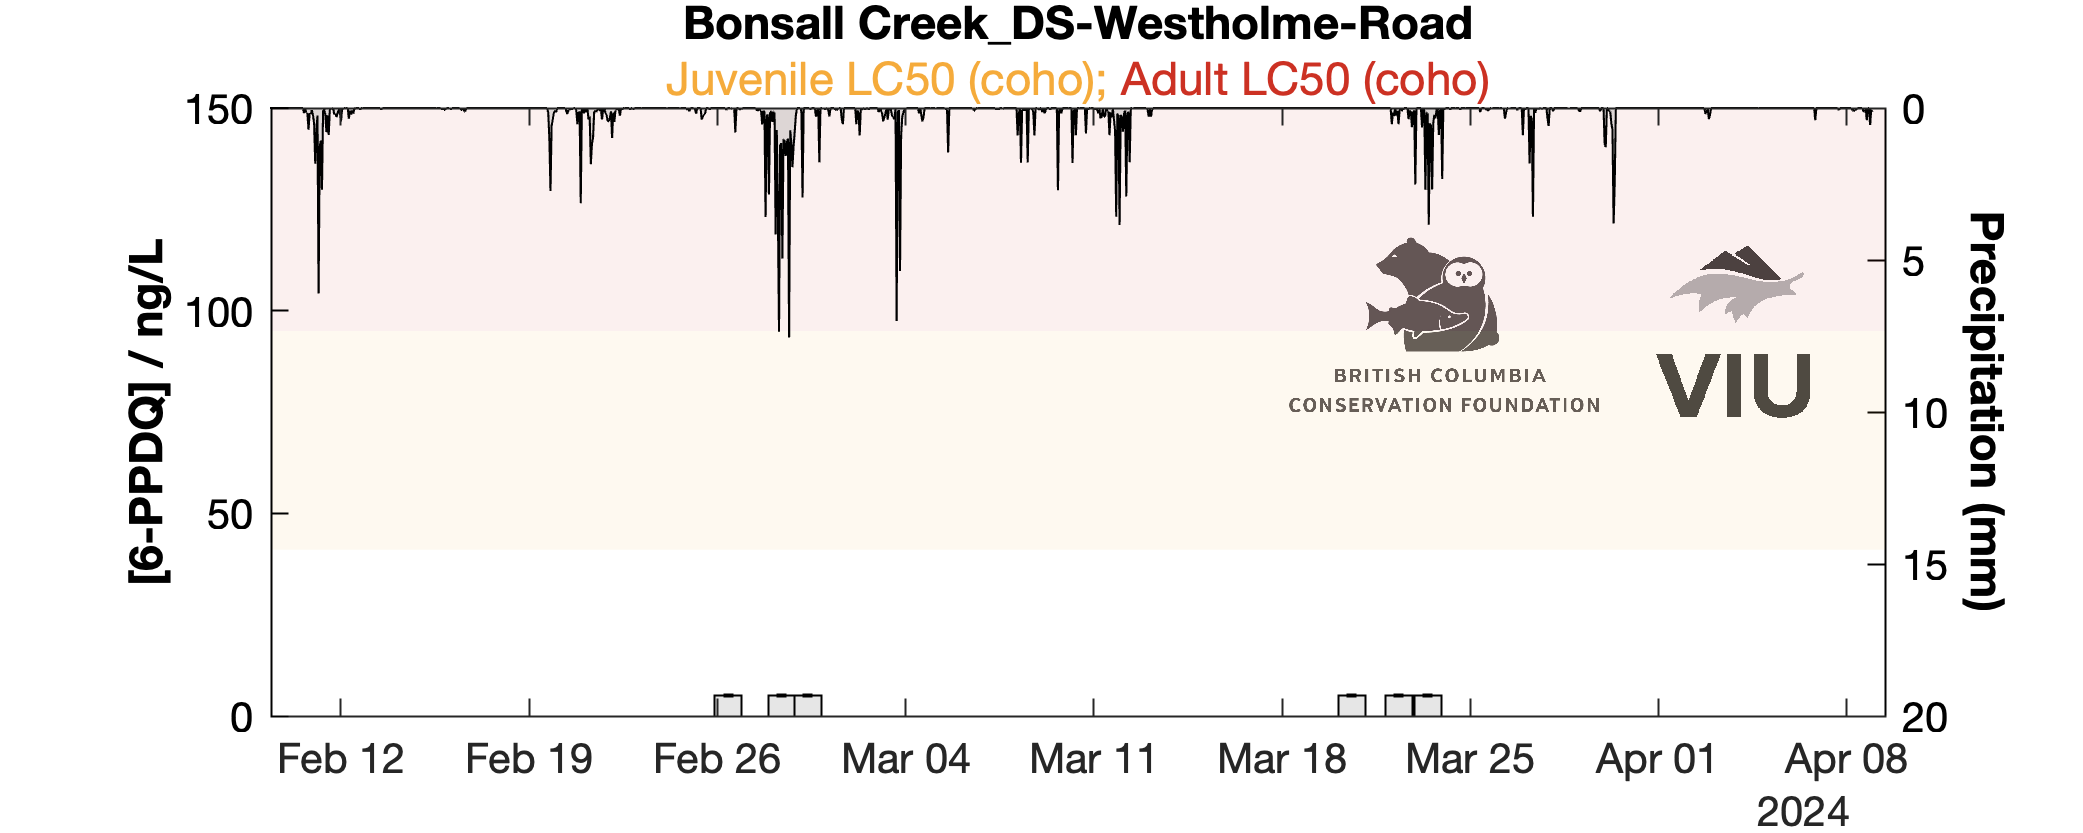 Bonsall Creek_DS-Westholme-Road
Juvenile LC50 (coho); Adult LC50 (coho)
[6-PPDQ] / ng/L
150
100
50
0
0
5
10
15
20
Precipitation (mm)
BRITISH COLUMBIA
CONSERVATION FOUNDATION
VIU
Feb 12 Feb 19 Feb 26 Mar 04 Mar 11 Mar 18 Mar 25 Apr 01 Apr 08
2024